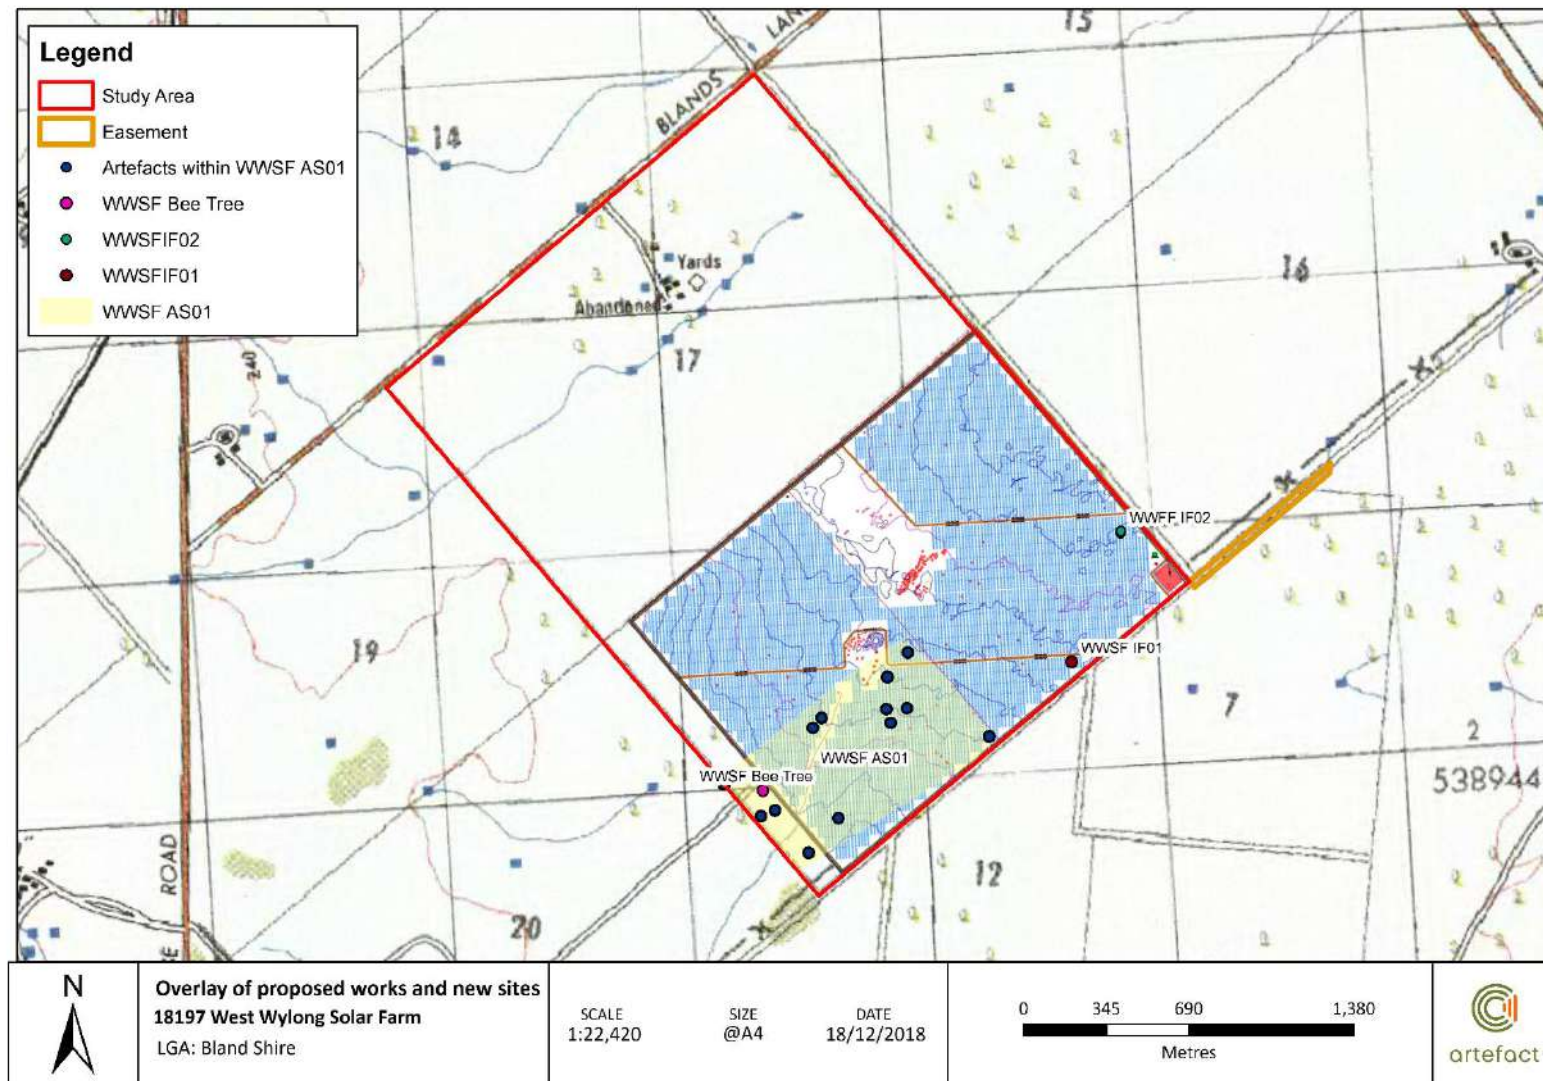 Legend
Study Area
Easement
Artefacts within WWSF AS01
WWSF Bee Tree
WWSFIF02
WWSFIF01
WWSF AS01
15
14
BLANDS
16
Yards
Abandoned
17
240
WWFF IF02
19
WWSF IF01
7
WWSF AS01
2
WWSF Bee Tree
538944
ROAD
12
20
N
Overlay of proposed works and new sites
18197 West Wylong Solar Farm
LGA: Bland Shire
SCALE
1:22,420
SIZE
@A4
DATE
18/12/2018
0 345 690 1,380
Metres
artefact